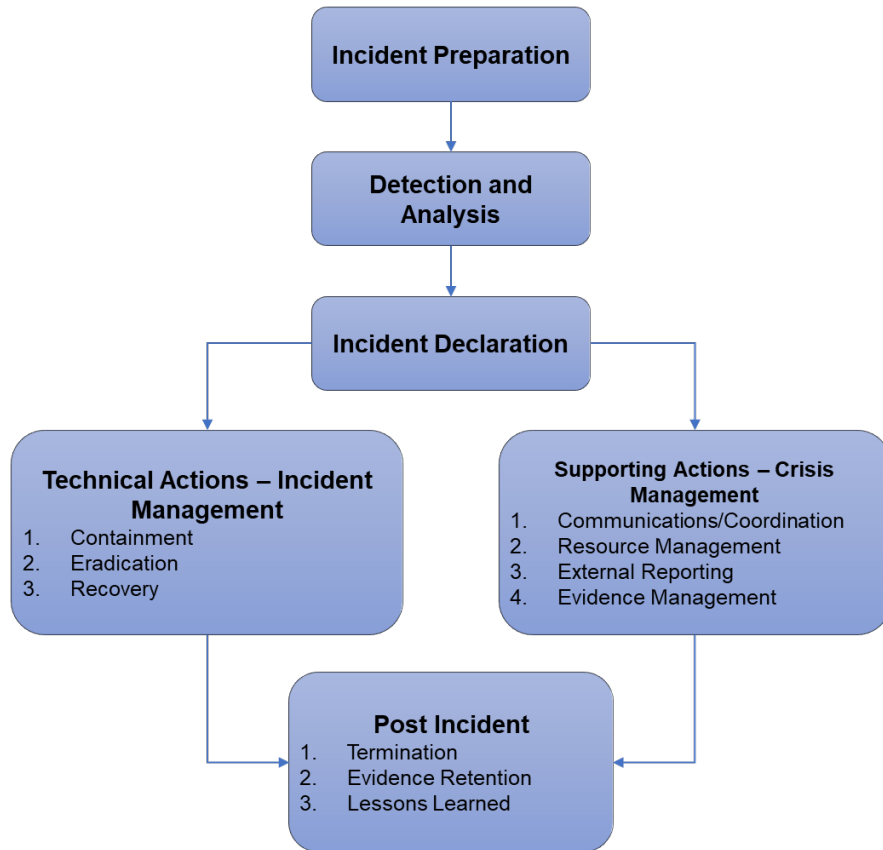 Incident Preparation
Detection and
Analysis
Incident Declaration
Technical Actions – Incident
Management
1. Containment
2. Eradication
3. Recovery
Supporting Actions – Crisis
Management
1. Communications/Coordination
2. Resource Management
3. External Reporting
4. Evidence Management
Post Incident
1. Termination
2. Evidence Retention
3. Lessons Learned